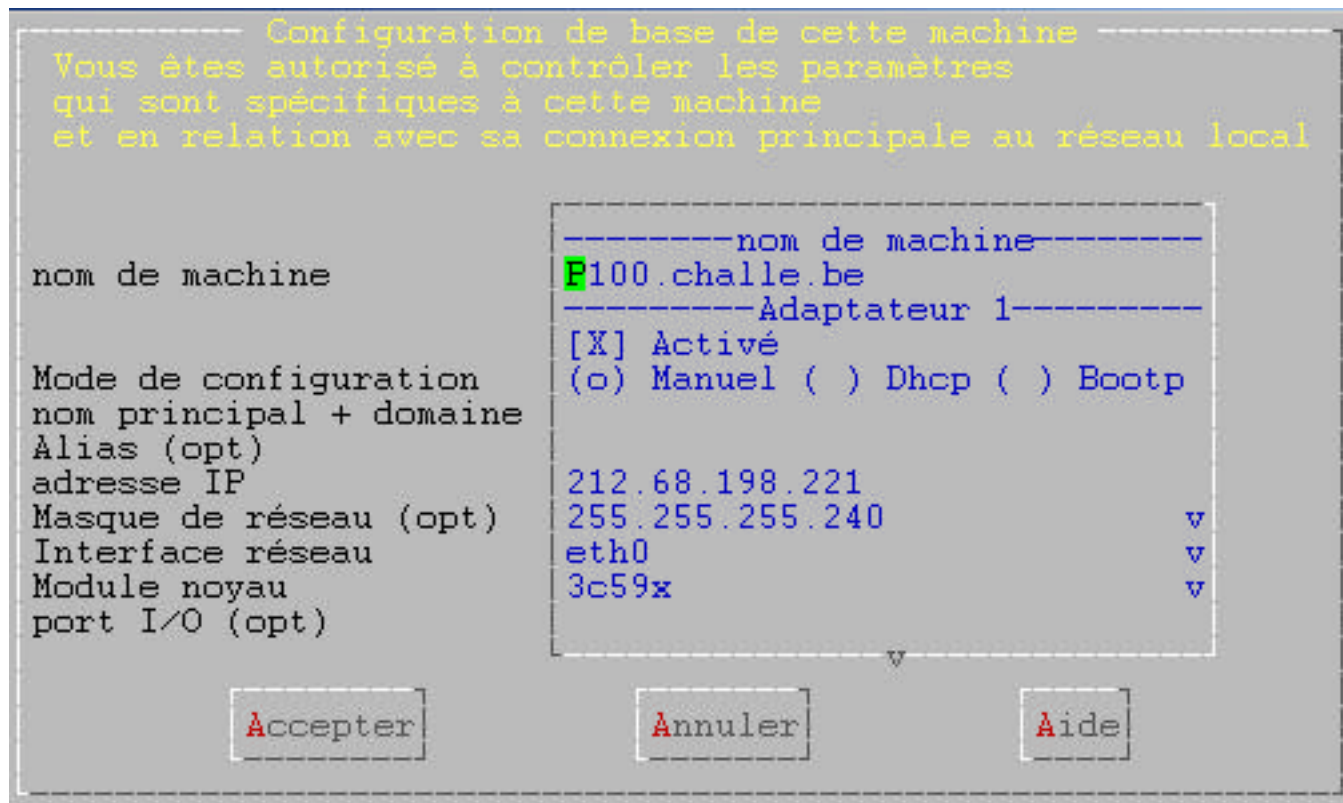 Configuration de base de cette machine
Vous êtes autorisé à contrôler les paramètres
qui sont spécifiques à cette machine
et en relation avec sa connexion principale au réseau local
nom de machine
nom de machine P100.challe.be
Adaptateur 1
[X] Activé
Mode de configuration (o) Manuel ( ) Dhcp ( ) Bootp
nom principal + domaine
Alias (opt)
adresse IP 212.68.198.221
Masque de réseau (opt) 255.255.255.240
Interface réseau eth0
Module noyau 3c59x
port I/O (opt)
Accepter Annuler Aide